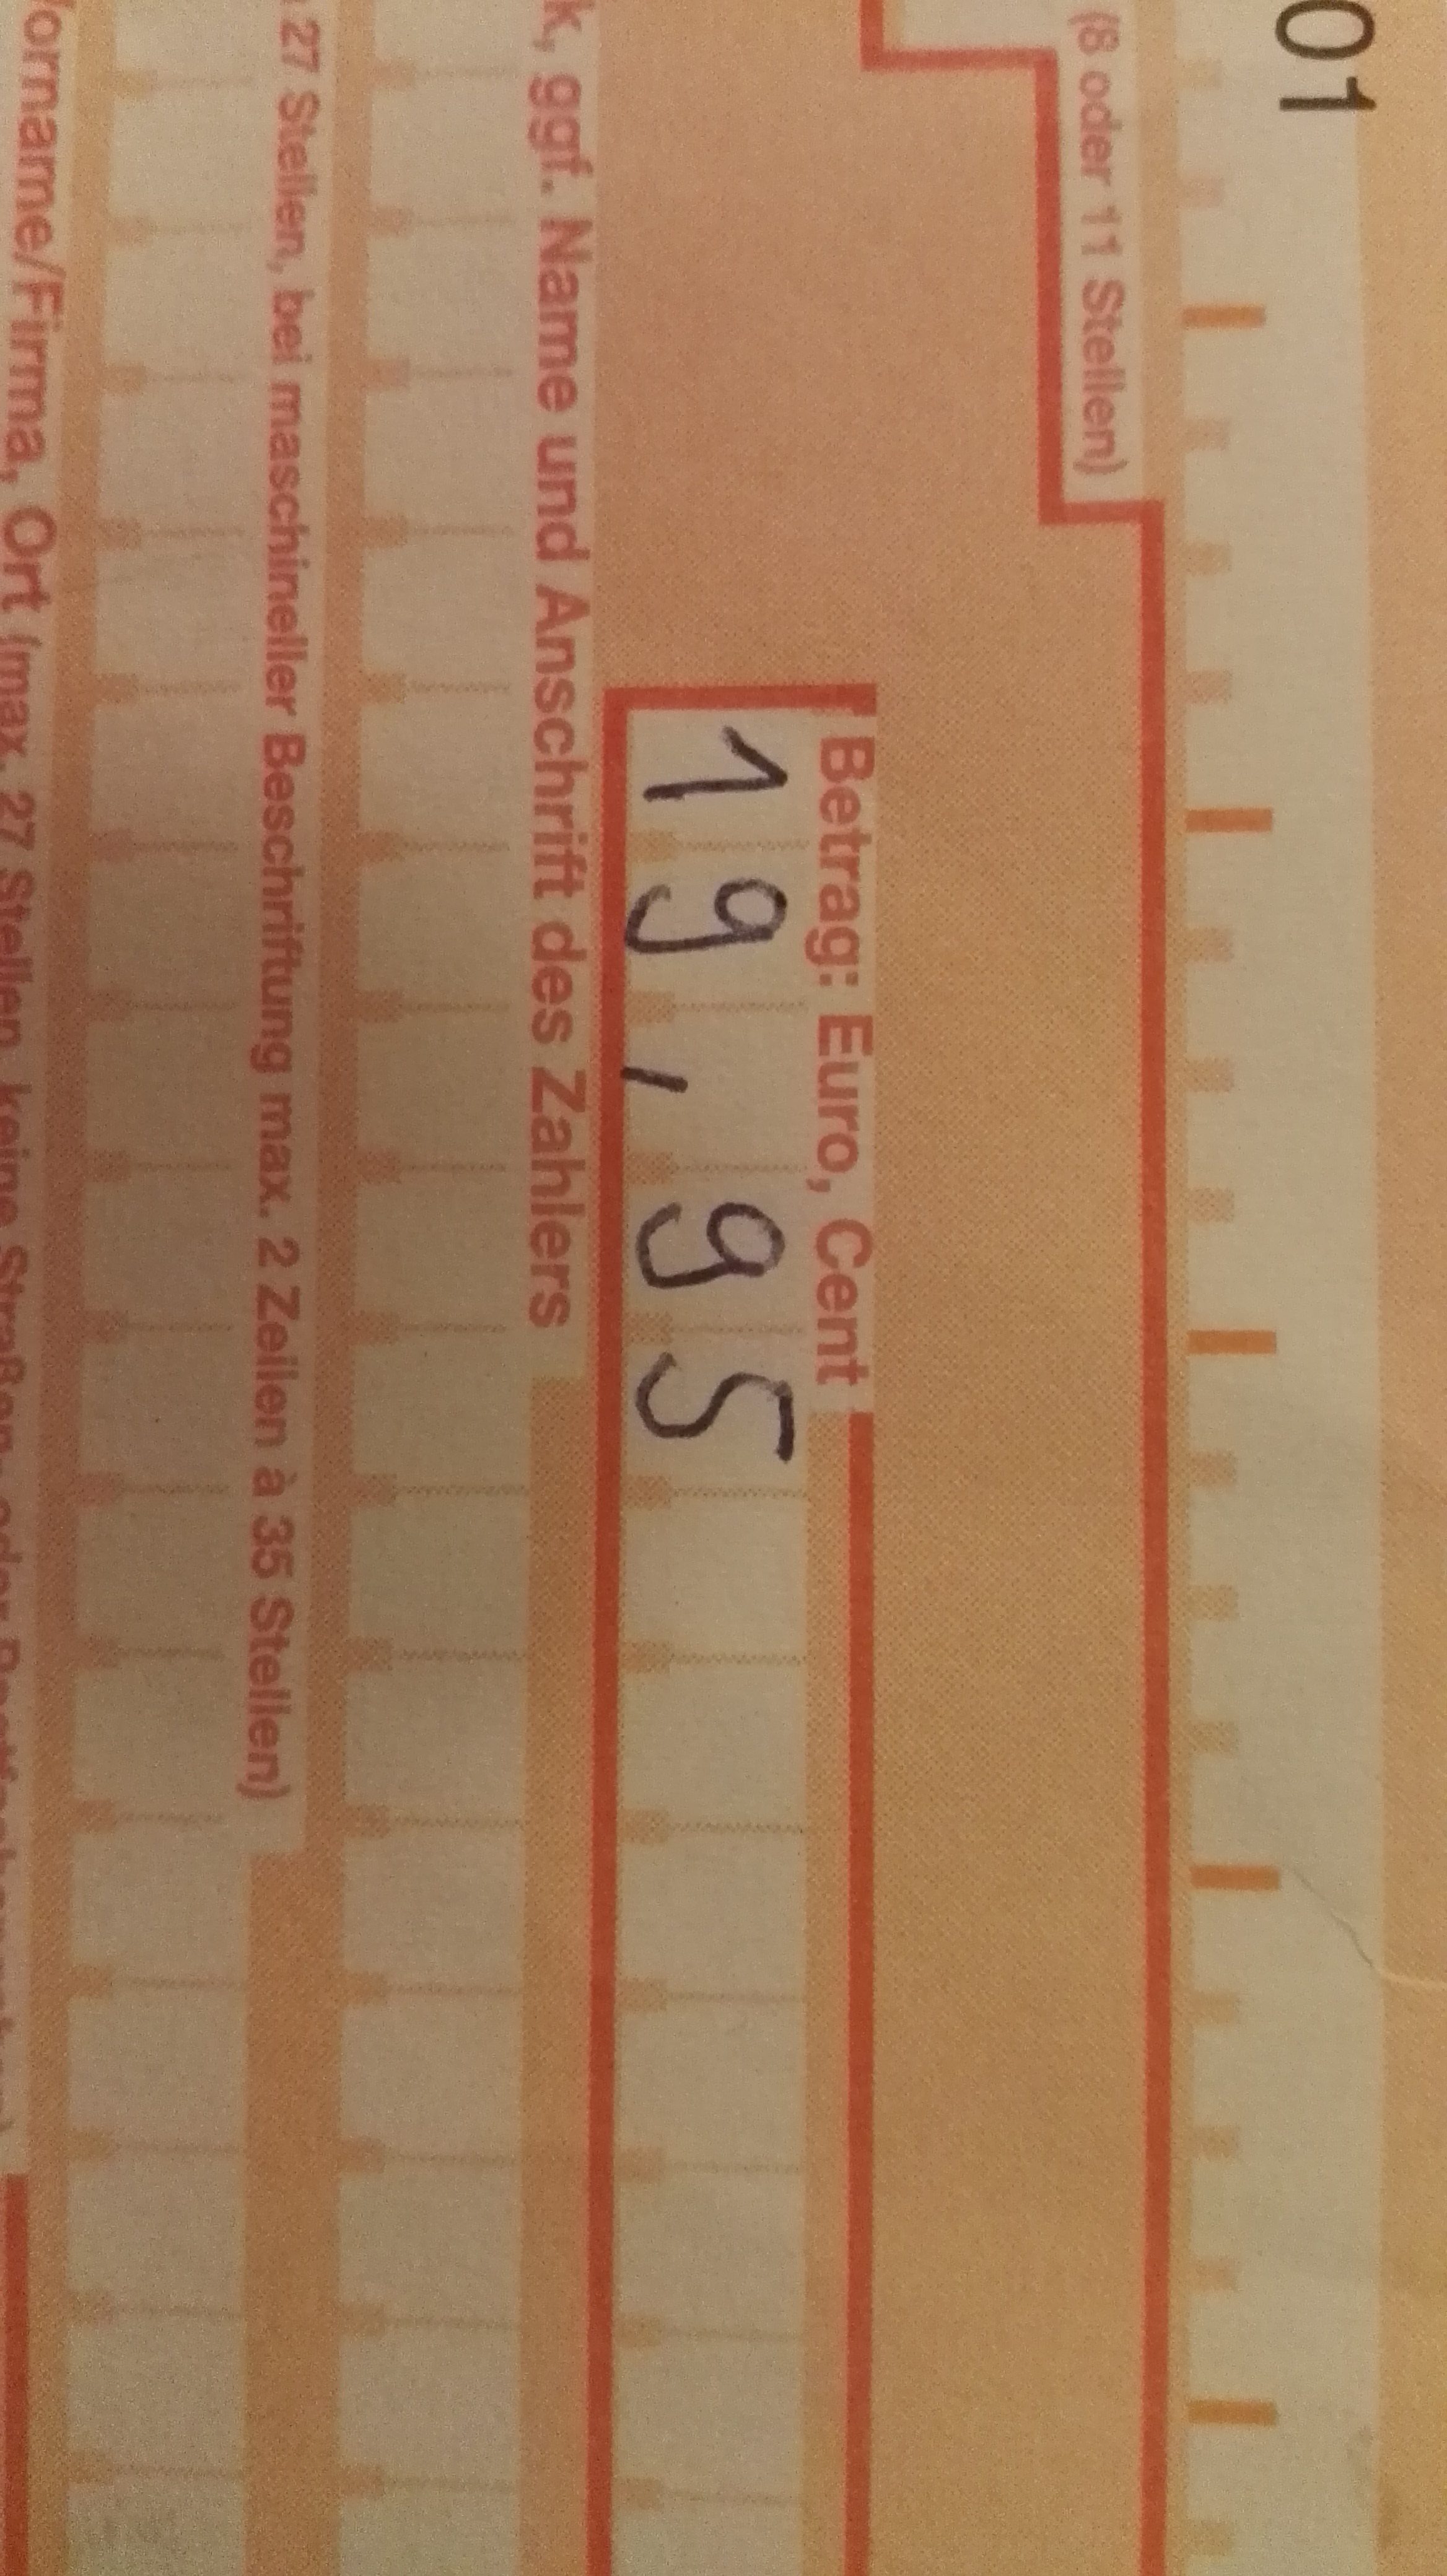 01
(8 oder 11 Stellen)
Betrag: Euro, Cent
19,95
k, ggf. Name und Anschrift des Zahlers
27 Stellen, bei maschineller Beschriftung max. 2 Zeilen à 35 Stellen)
orname/Firma, Ort (max. 27 Stellen, keine Straßen- oder Postfachangaben)